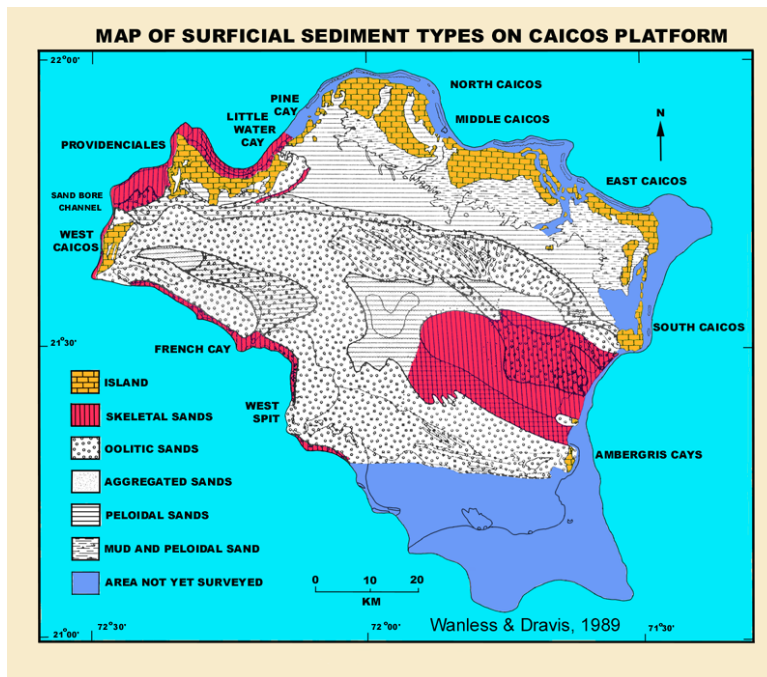 MAP OF SURFICIAL SEDIMENT TYPES ON CAICOS PLATFORM
22°00'
NORTH CAICOS
PINE
CAY
MIDDLE CAICOS
LITTLE
WATER
CAY
N
PROVIDENCIALES
EAST CAICOS
SAND BORE
CHANNEL
WEST
CAICOS
SOUTH CAICOS
21°30'
FRENCH CAY
ISLAND
WEST
SPIT
SKELETAL SANDS
OOLITIC SANDS
AMBERGRIS CAYS
AGGREGATED SANDS
PELOIDAL SANDS
MUD AND PELOIDAL SAND
AREA NOT YET SURVEYED
0 10 20
KM
Wanless & Dravis, 1989
21°00'
72°30'
72°00'
71°30'